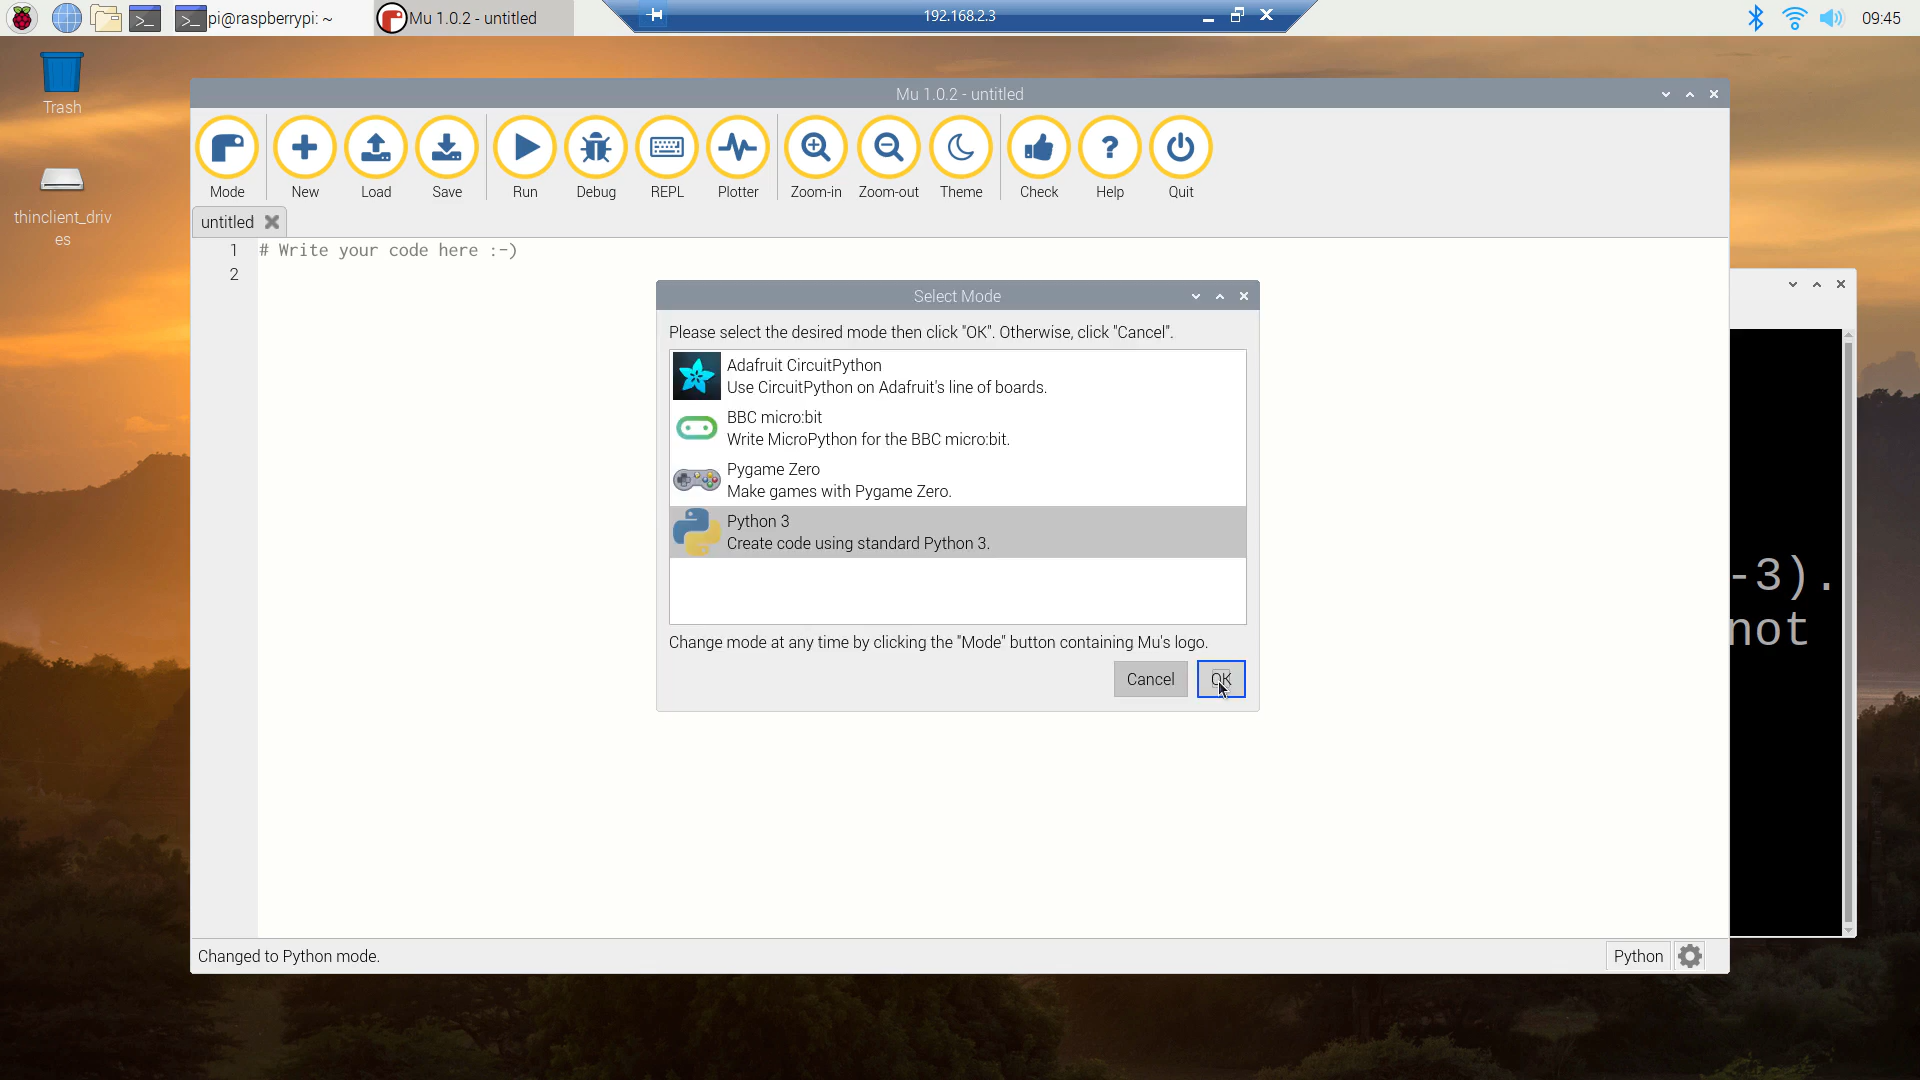 pi@raspberrypi: ~
Mu 1.0.2 - untitled
192.168.2.3
09:45
Trash
thinclient_driv
es
Mu 1.0.2 - untitled
Mode
New
Load
Save
Run
Debug
REPL
Plotter
Zoom-in
Zoom-out
Theme
Check
Help
Quit
untitled
1 # Write your code here :-)
2
Select Mode
Please select the desired mode then click "OK". Otherwise, click "Cancel".
Adafruit CircuitPython
Use CircuitPython on Adafruit's line of boards.
BBC micro:bit
Write MicroPython for the BBC micro:bit.
Pygame Zero
Make games with Pygame Zero.
Python 3
Create code using standard Python 3.
Change mode at any time by clicking the "Mode" button containing Mu's logo.
Cancel
OK
-3).
not
Changed to Python mode.
Python